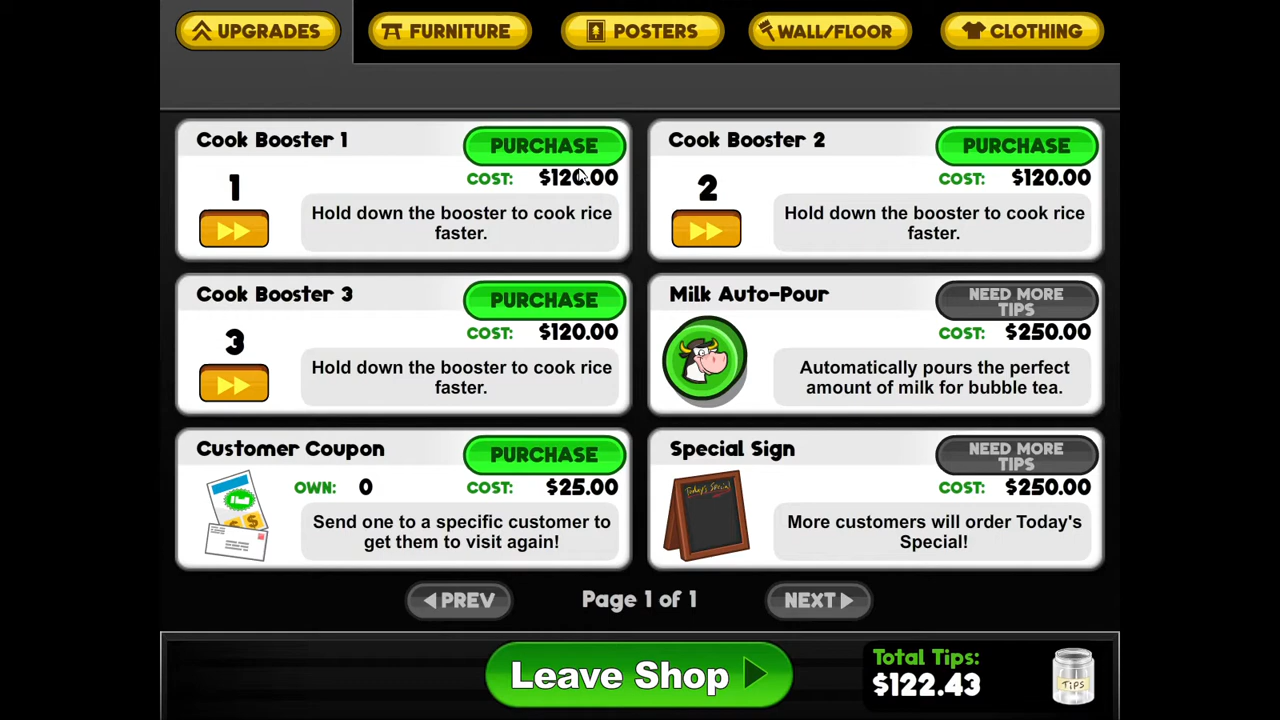 UPGRADES
FURNITURE
POSTERS
WALL/FLOOR
CLOTHING
Cook Booster 1
PURCHASE
COST: $120.00
1
Hold down the booster to cook rice
faster.
Cook Booster 2
PURCHASE
COST: $120.00
2
Hold down the booster to cook rice
faster.
Cook Booster 3
PURCHASE
COST: $120.00
3
Hold down the booster to cook rice
faster.
Milk Auto-Pour
NEED MORE
TIPS
COST: $250.00
Automatically pours the perfect
amount of milk for bubble tea.
Customer Coupon
PURCHASE
OWN: 0
COST: $25.00
Send one to a specific customer to
get them to visit again!
Special Sign
NEED MORE
TIPS
COST: $250.00
Today's Special
More customers will order Today's
Special!
PREV
Page 1 of 1
NEXT
Leave Shop
Total Tips:
$122.43
TIPS